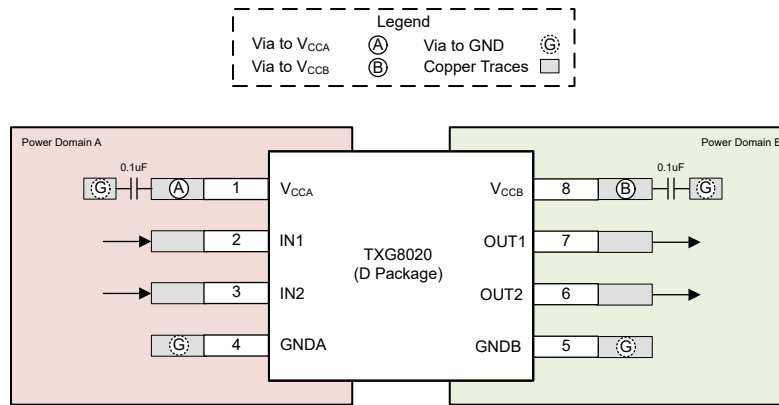 Legend
Via to VCCA A Via to GND G
Via to VCCB B Copper Traces
Power Domain A Power Domain B
0.1uF 0.1uF
G A 1 VCCA VCCB 8 B G
2 IN1 OUT1 7
TXG8020
(D Package)
3 IN2 OUT2 6
G 4 GNDA GNDB 5 G